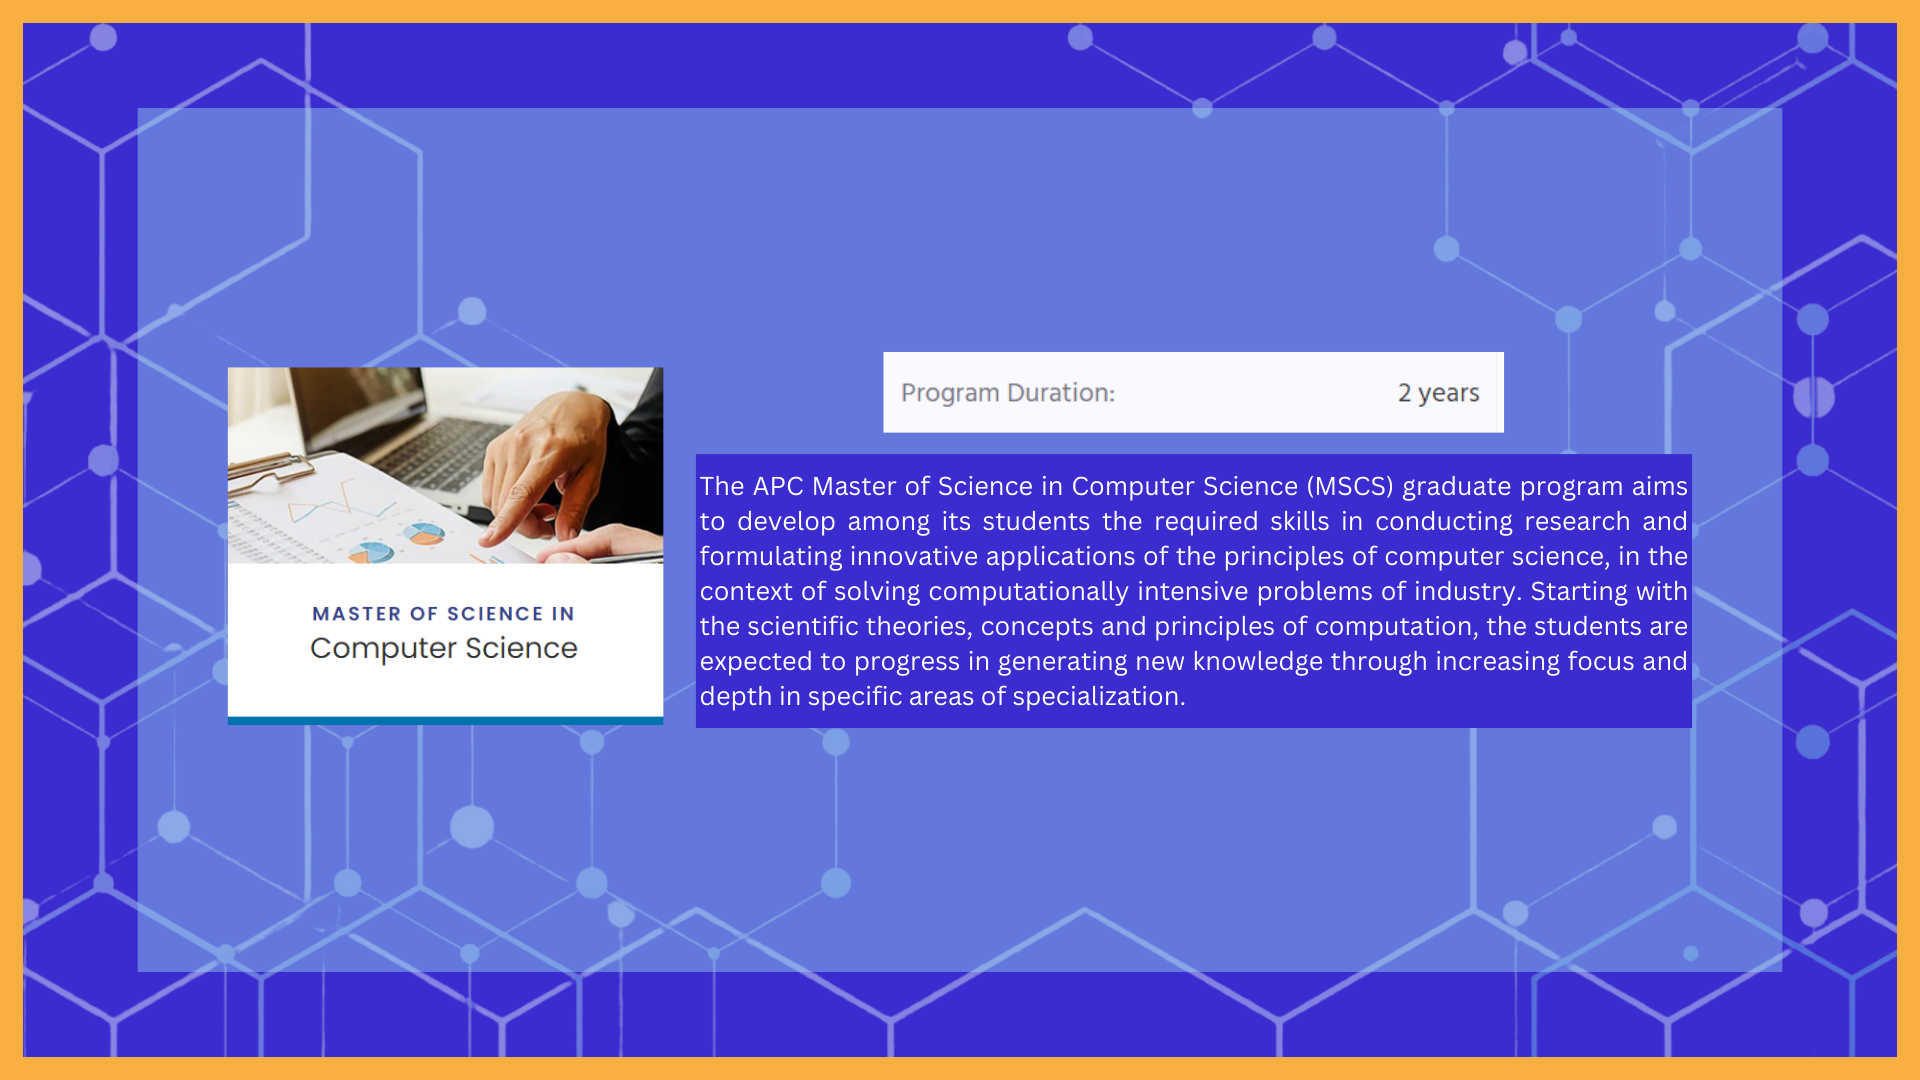 MASTER OF SCIENCE IN
Computer Science
Program Duration: 2 years
The APC Master of Science in Computer Science (MSCS) graduate program aims
to develop among its students the required skills in conducting research and
formulating innovative applications of the principles of computer science, in the
context of solving computationally intensive problems of industry. Starting with
the scientific theories, concepts and principles of computation, the students are
expected to progress in generating new knowledge through increasing focus and
depth in specific areas of specialization.